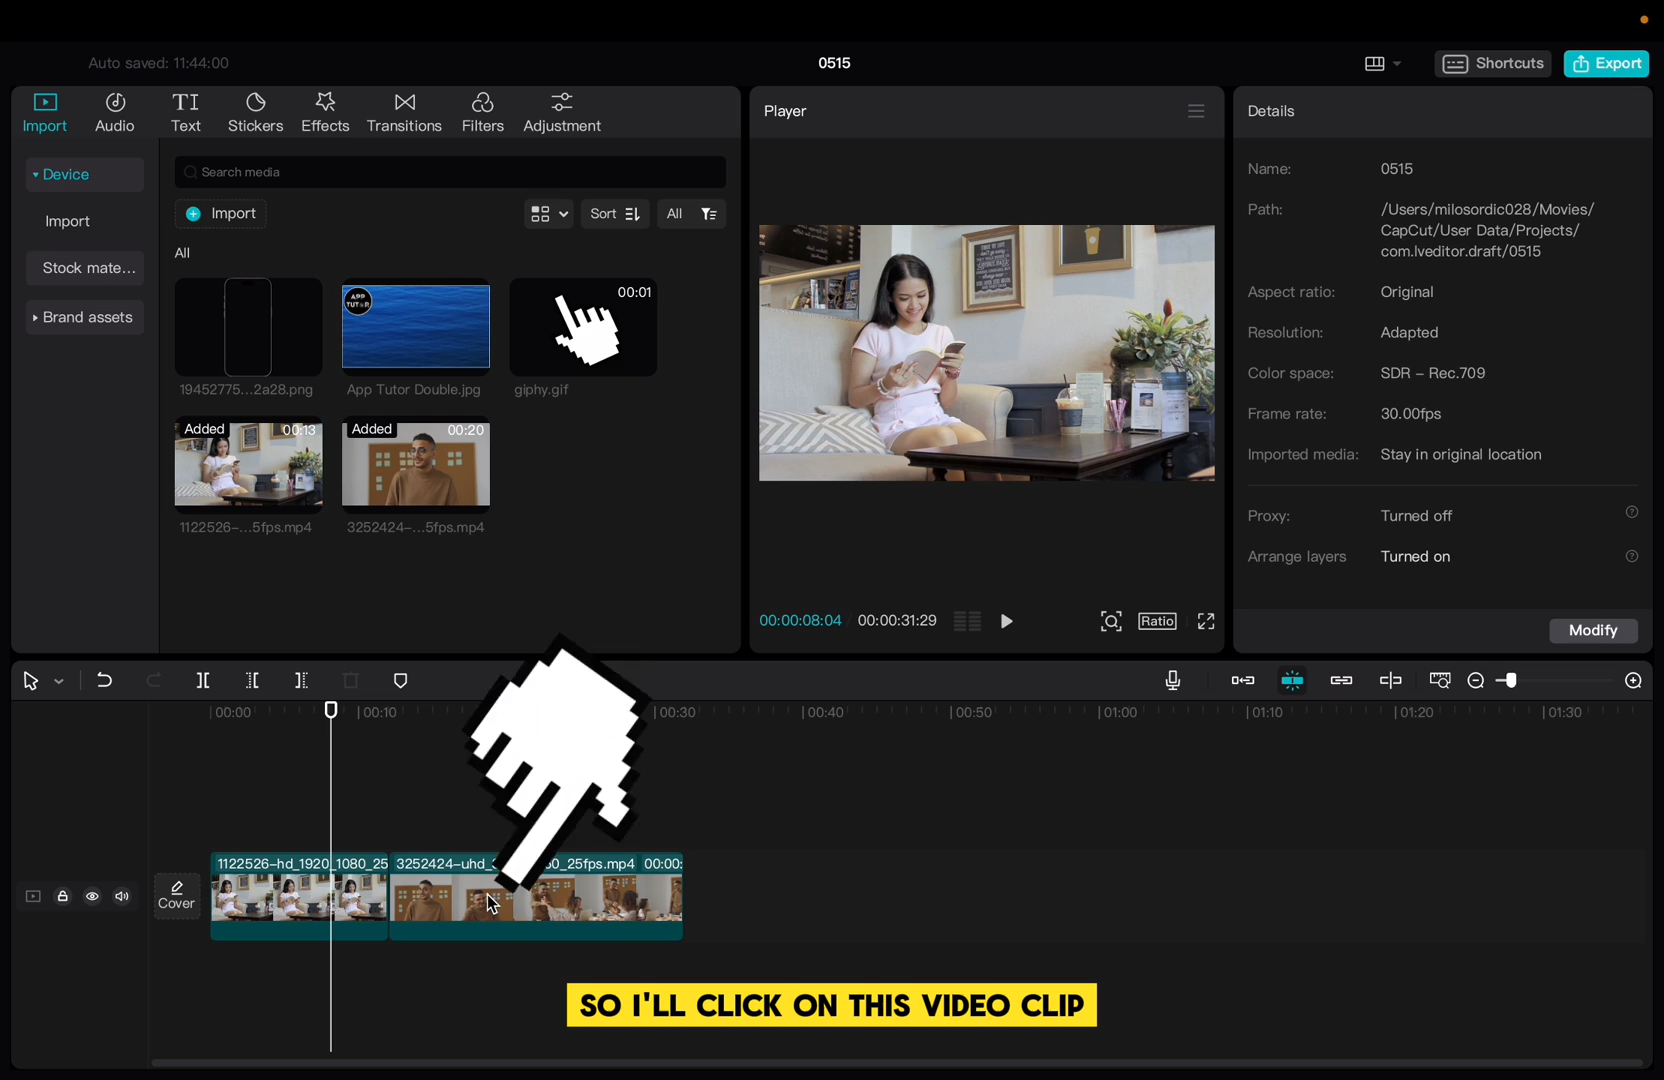 Auto saved: 11:44:00
0515
Shortcuts
Export
Import
Audio
Text
Stickers
Effects
Transitions
Filters
Adjustment
Device
Import
Stock mate...
Brand assets
Search media
Import
Sort
All
All
APP
TUTOR
00:01
19452775...2a28.png
App Tutor Double.jpg
giphy.gif
Added
00:13
Added
00:20
1122526-...5fps.mp4
3252424-...5fps.mp4
Player
00:00:08:04
00:00:31:29
Ratio
Details
Name:
0515
Path:
/Users/milosordic028/Movies/
CapCut/User Data/Projects/
com.lveditor.draft/0515
Aspect ratio:
Original
Resolution:
Adapted
Color space:
SDR – Rec.709
Frame rate:
30.00fps
Imported media:
Stay in original location
Proxy:
Turned off
Arrange layers
Turned on
Modify
00:00
00:10
00:30
00:40
00:50
01:00
01:10
01:20
01:30
Cover
1122526-hd_1920_1080_25
3252424-uhd_
0_25fps.mp4
00:00:
SO I'LL CLICK ON THIS VIDEO CLIP